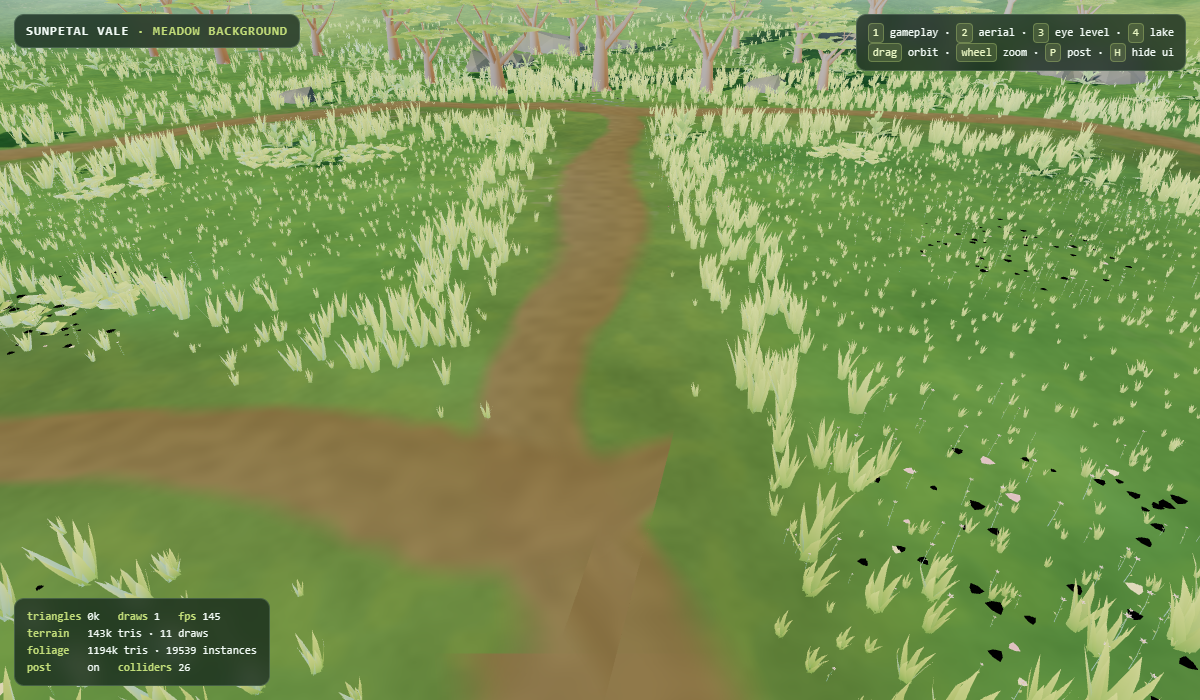 SUNPETAL VALE · MEADOW BACKGROUND
1 gameplay · 2 aerial · 3 eye level · 4 lake
drag orbit · wheel zoom · P post · H hide ui
triangles 0k draws 1 fps 145
terrain 143k tris · 11 draws
foliage 1194k tris · 19539 instances
post on colliders 26